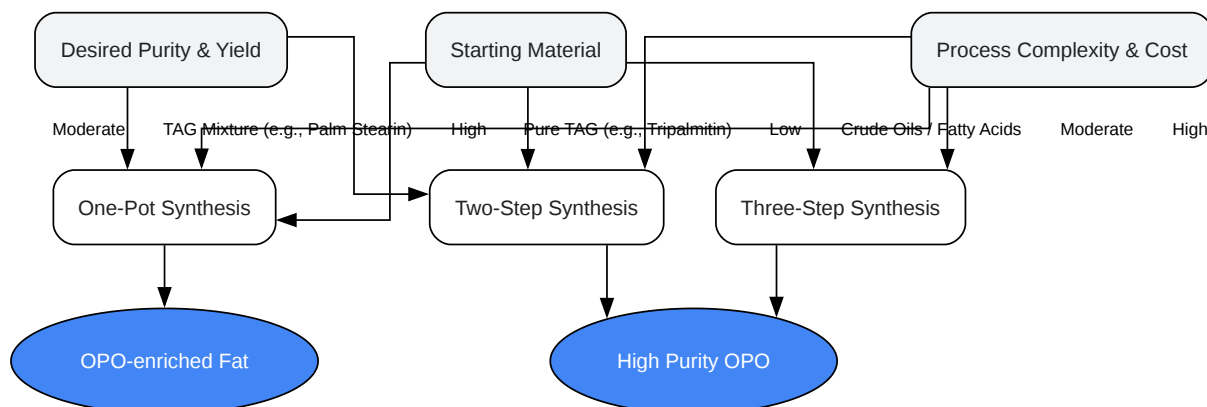 Desired Purity & Yield
Starting Material
Process Complexity & Cost
Moderate
TAG Mixture (e.g., Palm Stearin)
High
Pure TAG (e.g., Tripalmitin)
Low
Crude Oils / Fatty Acids
Moderate
High
One-Pot Synthesis
Two-Step Synthesis
Three-Step Synthesis
OPO-enriched Fat
High Purity OPO